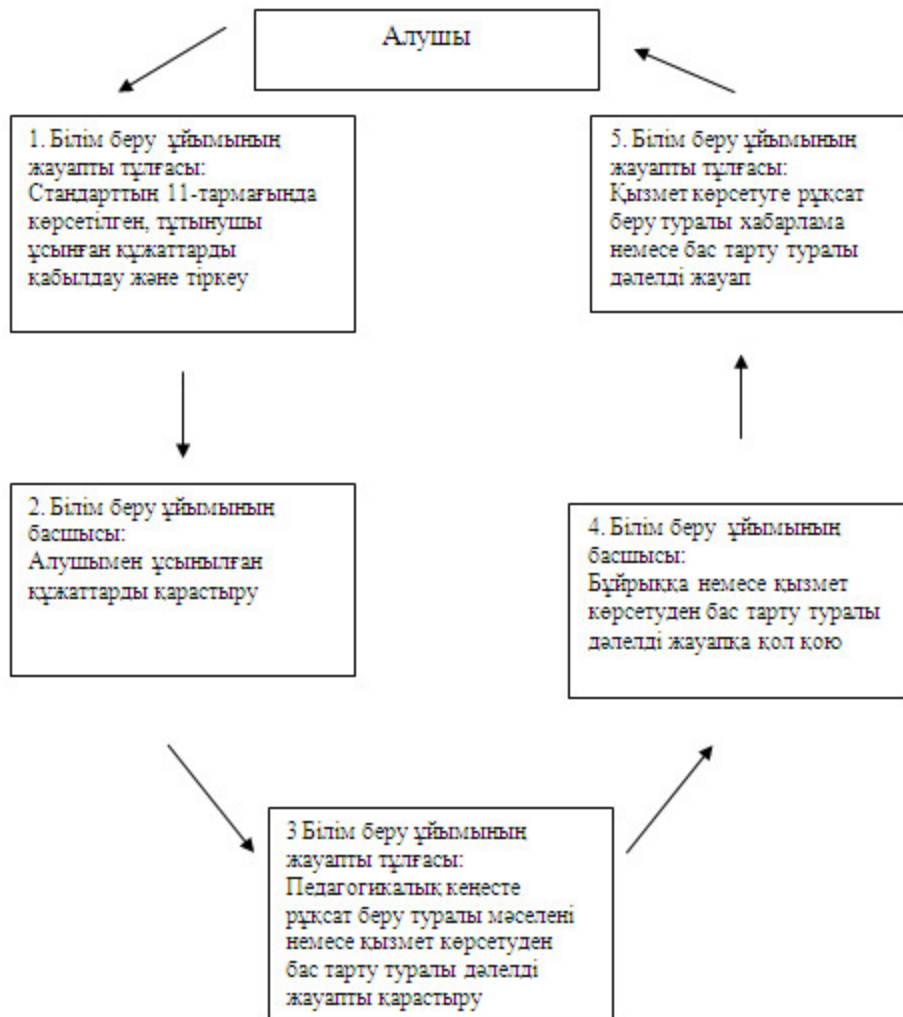 Алушы
1. Білім беру ұйымының
жауапты тұлғасы:
Стандарттың 11-тармағында
көрсетілген, тұтынушы
ұсынған құжаттарды
қабылдау және тіркеу
2. Білім беру ұйымының
басшысы:
Алушымен ұсынылған
құжаттарды қарастыру
3 Білім беру ұйымының
жауапты тұлғасы:
Педагогикалық кеңесте
рұқсат беру туралы мәселені
немесе қызмет көрсетуден
бас тарту туралы дәлелді
жауапты қарастыру
4. Білім беру ұйымының
басшысы:
Бұйрыққа немесе қызмет
көрсетуден бас тарту туралы
дәлелді жауапқа қол қою
5. Білім беру ұйымының
жауапты тұлғасы:
Қызмет көрсетуге рұқсат
беру туралы хабарлама
немесе бас тарту туралы
дәлелді жауап